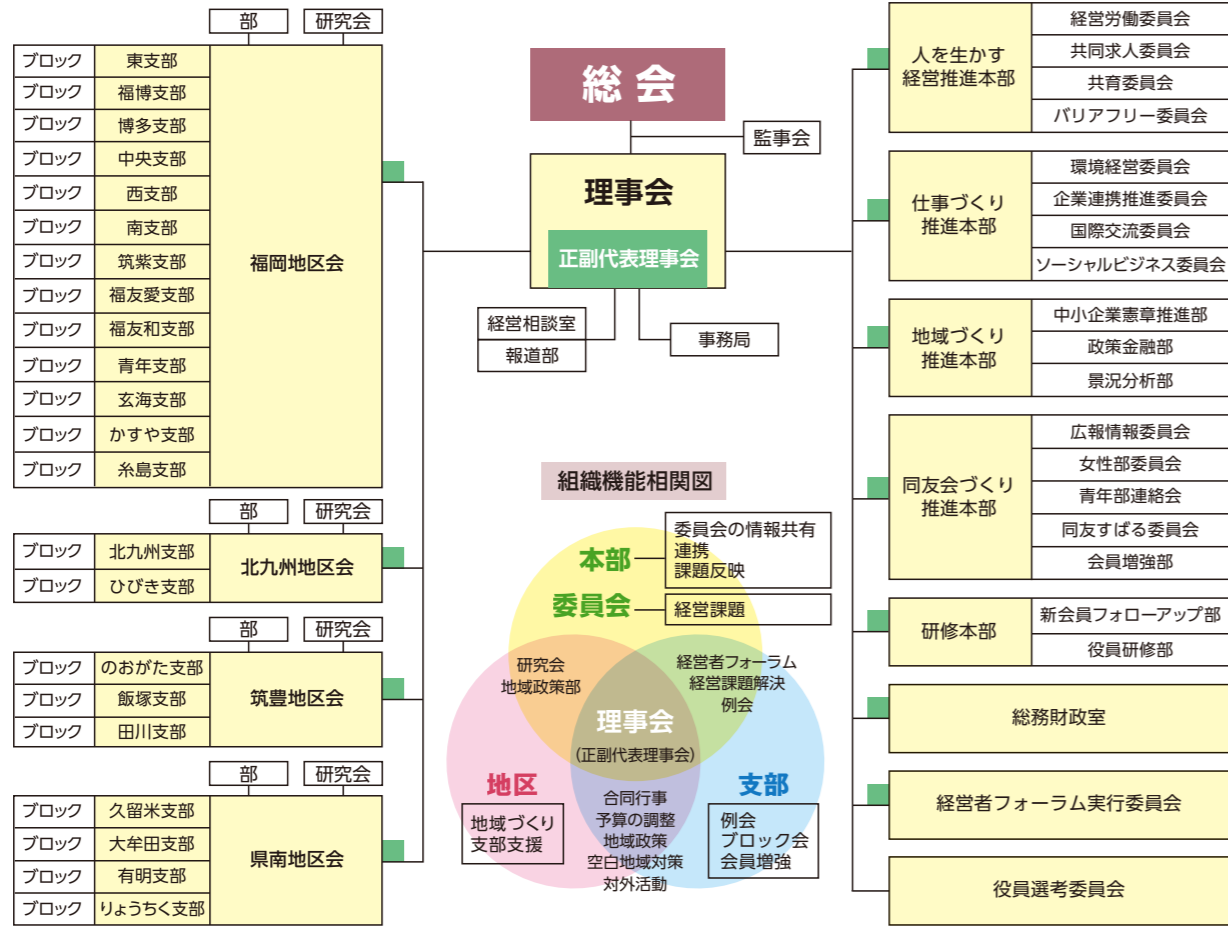 部
研究会
ブロック 東支部
ブロック 福博支部
ブロック 博多支部
ブロック 中央支部
ブロック 西支部
ブロック 南支部
ブロック 筑紫支部
ブロック 福友愛支部
ブロック 福友和支部
ブロック 青年支部
ブロック 玄海支部
ブロック かすや支部
ブロック 糸島支部
福岡地区会
部
研究会
ブロック 北九州支部
ブロック ひびき支部
北九州地区会
部
研究会
ブロック のおがた支部
ブロック 飯塚支部
ブロック 田川支部
筑豊地区会
部
研究会
ブロック 久留米支部
ブロック 大牟田支部
ブロック 有明支部
ブロック りょうちく支部
県南地区会
総会
監事会
理事会
正副代表理事会
経営相談室
報道部
事務局
組織機能相関図
本部
委員会の情報共有
連携
課題反映
委員会
経営課題
研究会
地域政策部
経営者フォーラム
経営課題解決
例会
理事会
(正副代表理事会)
地区
地域づくり
支部支援
合同行事
予算の調整
地域政策
空白地域対策
対外活動
支部
例会
ブロック会
会員増強
人を生かす
経営推進本部
経営労働委員会
共同求人委員会
共育委員会
バリアフリー委員会
仕事づくり
推進本部
環境経営委員会
企業連携推進委員会
国際交流委員会
ソーシャルビジネス委員会
地域づくり
推進本部
中小企業憲章推進部
政策金融部
景況分析部
同友会づくり
推進本部
広報情報委員会
女性部委員会
青年部連絡会
同友すばる委員会
会員増強部
研修本部
新会員フォローアップ部
役員研修部
総務財政室
経営者フォーラム実行委員会
役員選考委員会